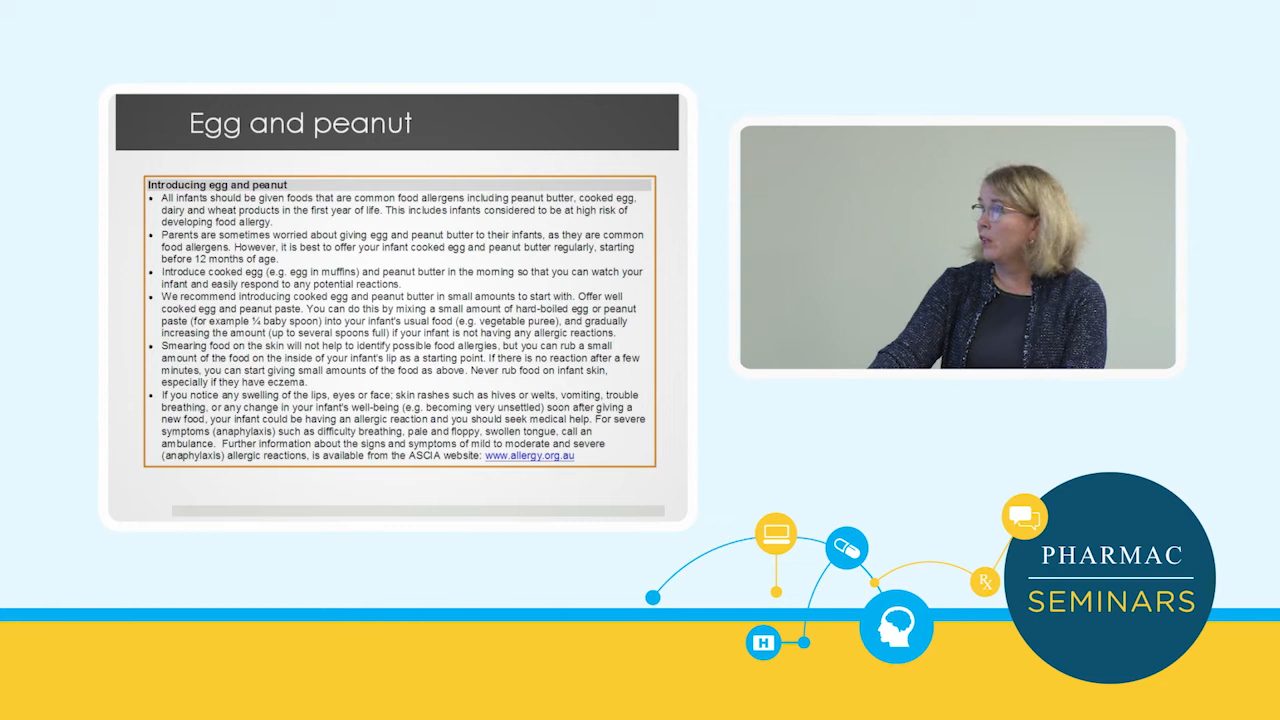 Egg and peanut
Introducing egg and peanut
• All infants should be given foods that are common food allergens including peanut butter, cooked egg,
dairy and wheat products in the first year of life. This includes infants considered to be at high risk of
developing food allergy.
• Parents are sometimes worried about giving egg and peanut butter to their infants, as they are common
food allergens. However, it is best to offer your infant cooked egg and peanut butter regularly, starting
before 12 months of age.
• Introduce cooked egg (e.g. egg in muffins) and peanut butter in the morning so that you can watch your
infant and easily respond to any potential reactions.
• We recommend introducing cooked egg and peanut butter in small amounts to start with. Offer well
cooked egg and peanut paste. You can do this by mixing a small amount of hard-boiled egg or peanut
paste (for example ¼ baby spoon) into your infant's usual food (e.g. vegetable puree), and gradually
increasing the amount (up to several spoons full) if your infant is not having any allergic reactions.
• Smearing food on the skin will not help to identify possible food allergies, but you can rub a small
amount of the food on the inside of your infant's lip as a starting point. If there is no reaction after a few
minutes, you can start giving small amounts of the food as above. Never rub food on infant skin,
especially if they have eczema.
• If you notice any swelling of the lips, eyes or face; skin rashes such as hives or welts, vomiting, trouble
breathing, or any change in your infant's well-being (e.g. becoming very unsettled) soon after giving a
new food, your infant could be having an allergic reaction and you should seek medical help. For severe
symptoms (anaphylaxis) such as difficulty breathing, pale and floppy, swollen tongue, call an
ambulance. Further information about the signs and symptoms of mild to moderate and severe
(anaphylaxis) allergic reactions, is available from the ASCIA website: www.allergy.org.au
PHARMAC
SEMINARS
Rx
H